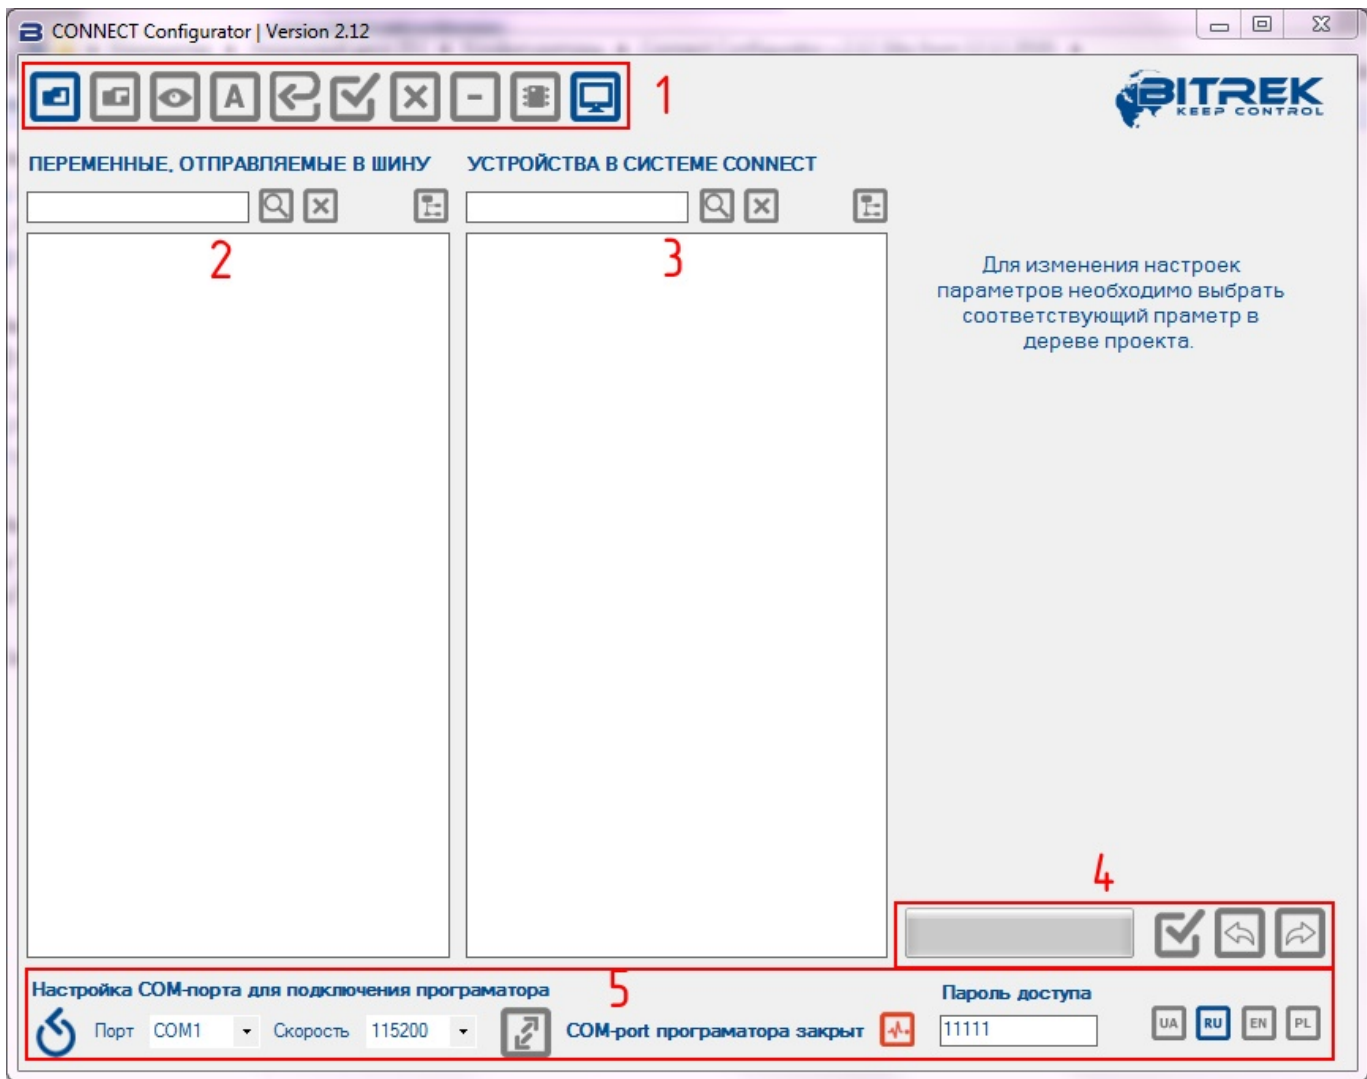 CONNECT Configurator | Version 2.12
1
BITREK
KEEP CONTROL
ПЕРЕМЕННЫЕ, ОТПРАВЛЯЕМЫЕ В ШИНУ
УСТРОЙСТВА В СИСТЕМЕ CONNECT
2
3
Для изменения настроек
параметров необходимо выбрать
соответствующий праметр в
дереве проекта.
4
5
Настройка COM-порта для подключения програматора
Порт COM1 Скорость 115200
COM-port програматора закрыт
Пароль доступа
11111
UA RU EN PL